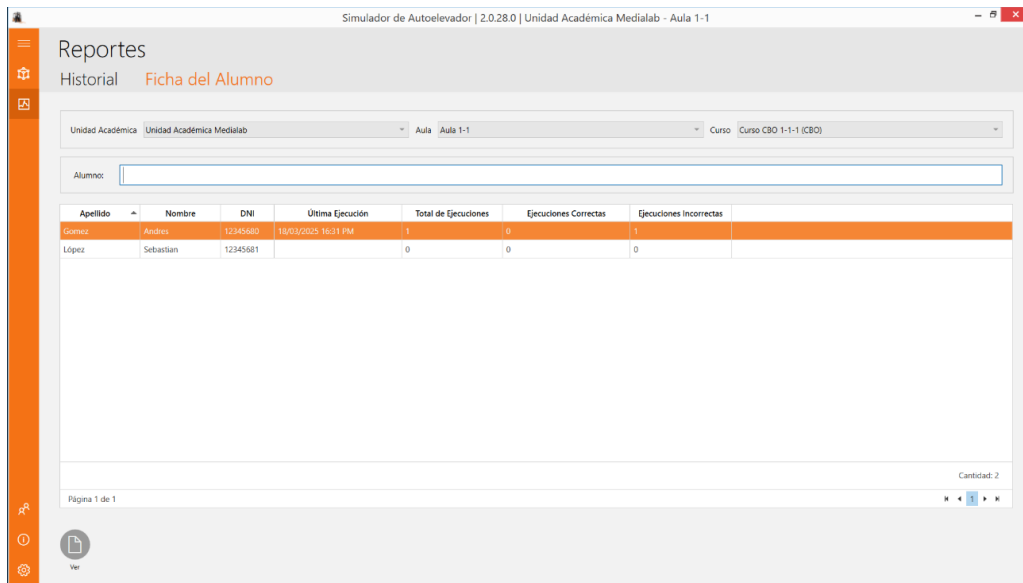 Simulador de Autoelevador | 2.0.28.0 | Unidad Académica Medialab - Aula 1-1
Reportes
Historial Ficha del Alumno
Unidad Académica Unidad Académica Medialab Aula Aula 1-1 Curso Curso CBO 1-1-1 (CBO)
Alumno:
Apellido Nombre DNI Última Ejecución Total de Ejecuciones Ejecuciones Correctas Ejecuciones Incorrectas
Gomez Andres 12345680 18/03/2025 16:31 PM 1 0 1
López Sebastian 12345681 0 0 0
Cantidad: 2
Página 1 de 1 1
Ver